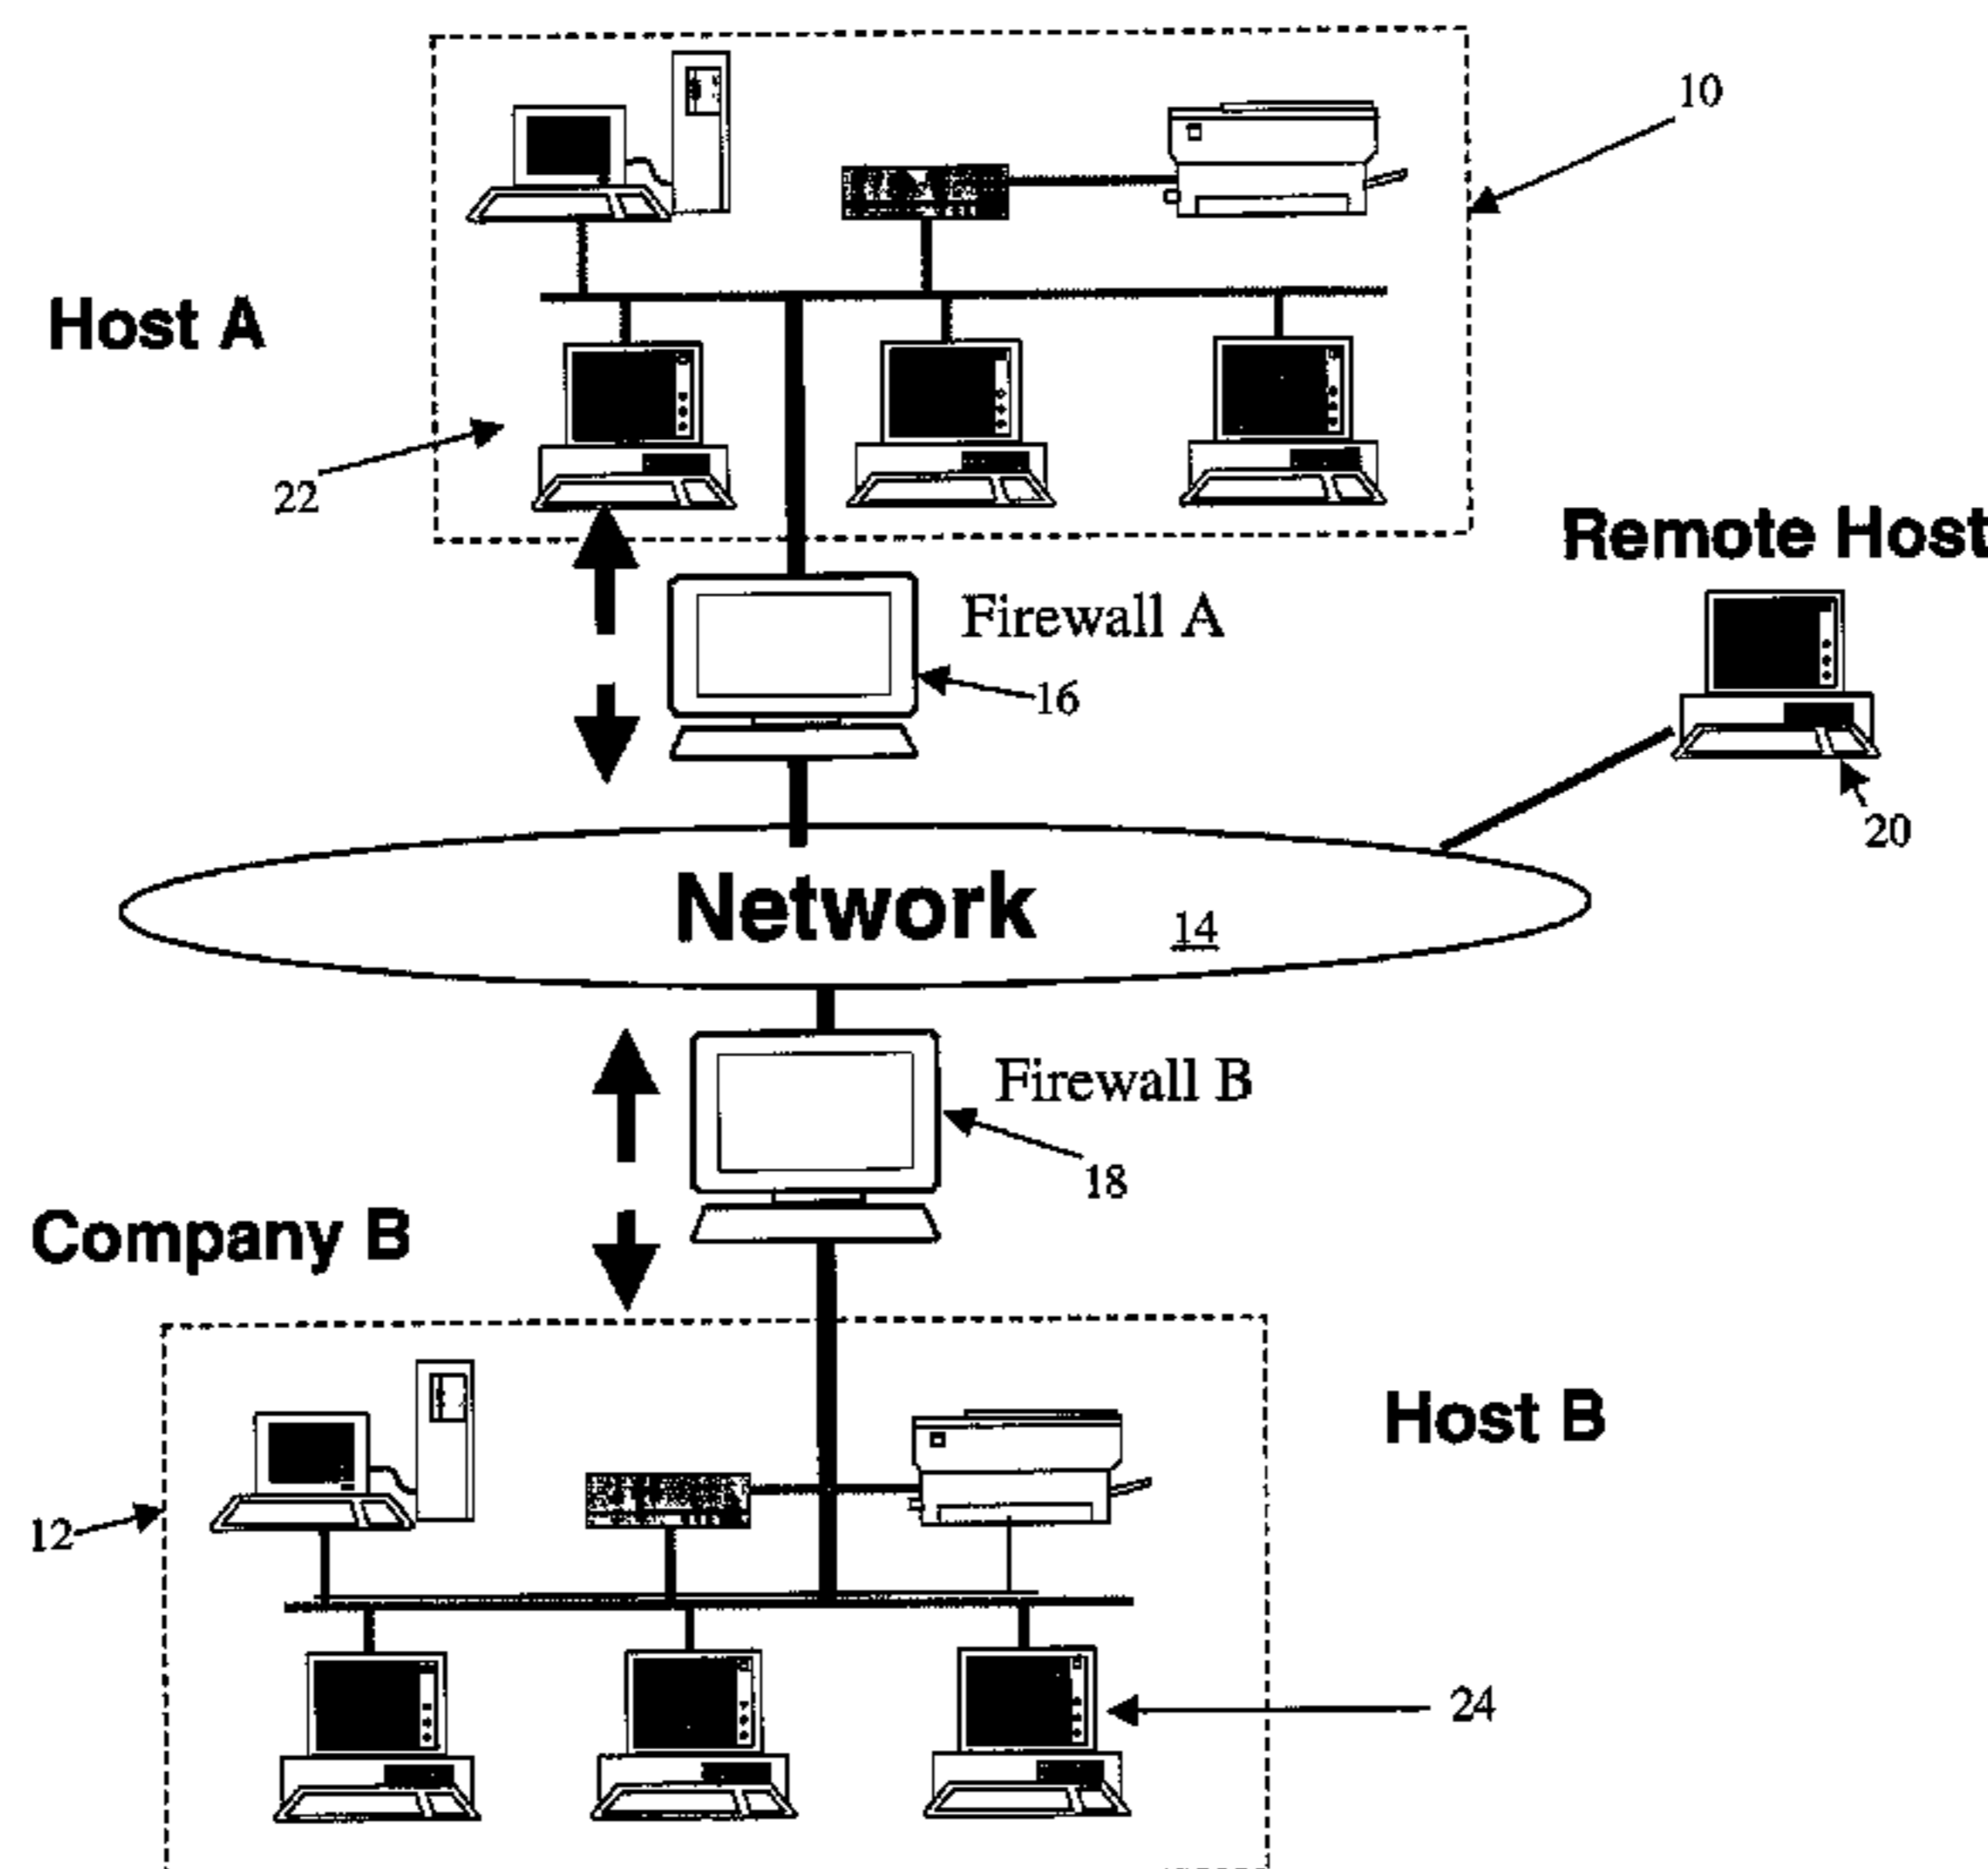 10
Host A
22
Remote Host
Firewall A
16
20
Network 14
Firewall B
18
Company B
Host B
12
24